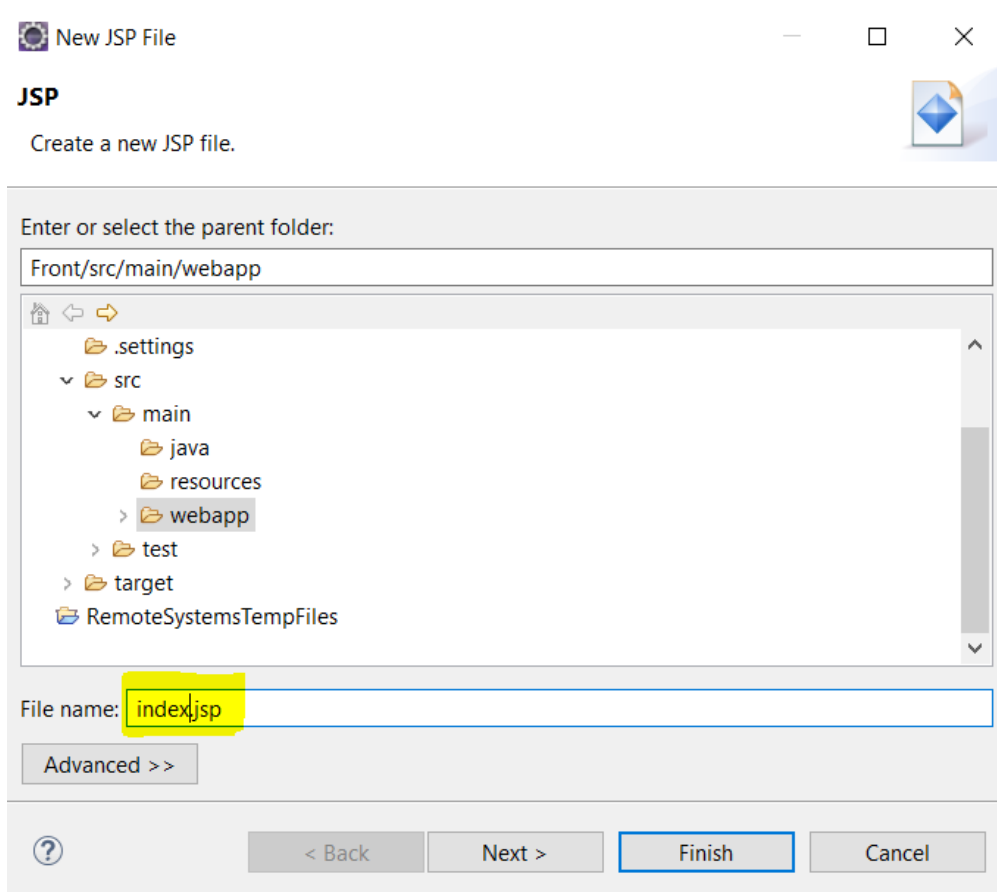 New JSP File
JSP
Create a new JSP file.
Enter or select the parent folder:
Front/src/main/webapp
.settings
src
main
java
resources
webapp
test
target
RemoteSystemsTempFiles
File name: index.jsp
Advanced >>
? < Back Next > Finish Cancel